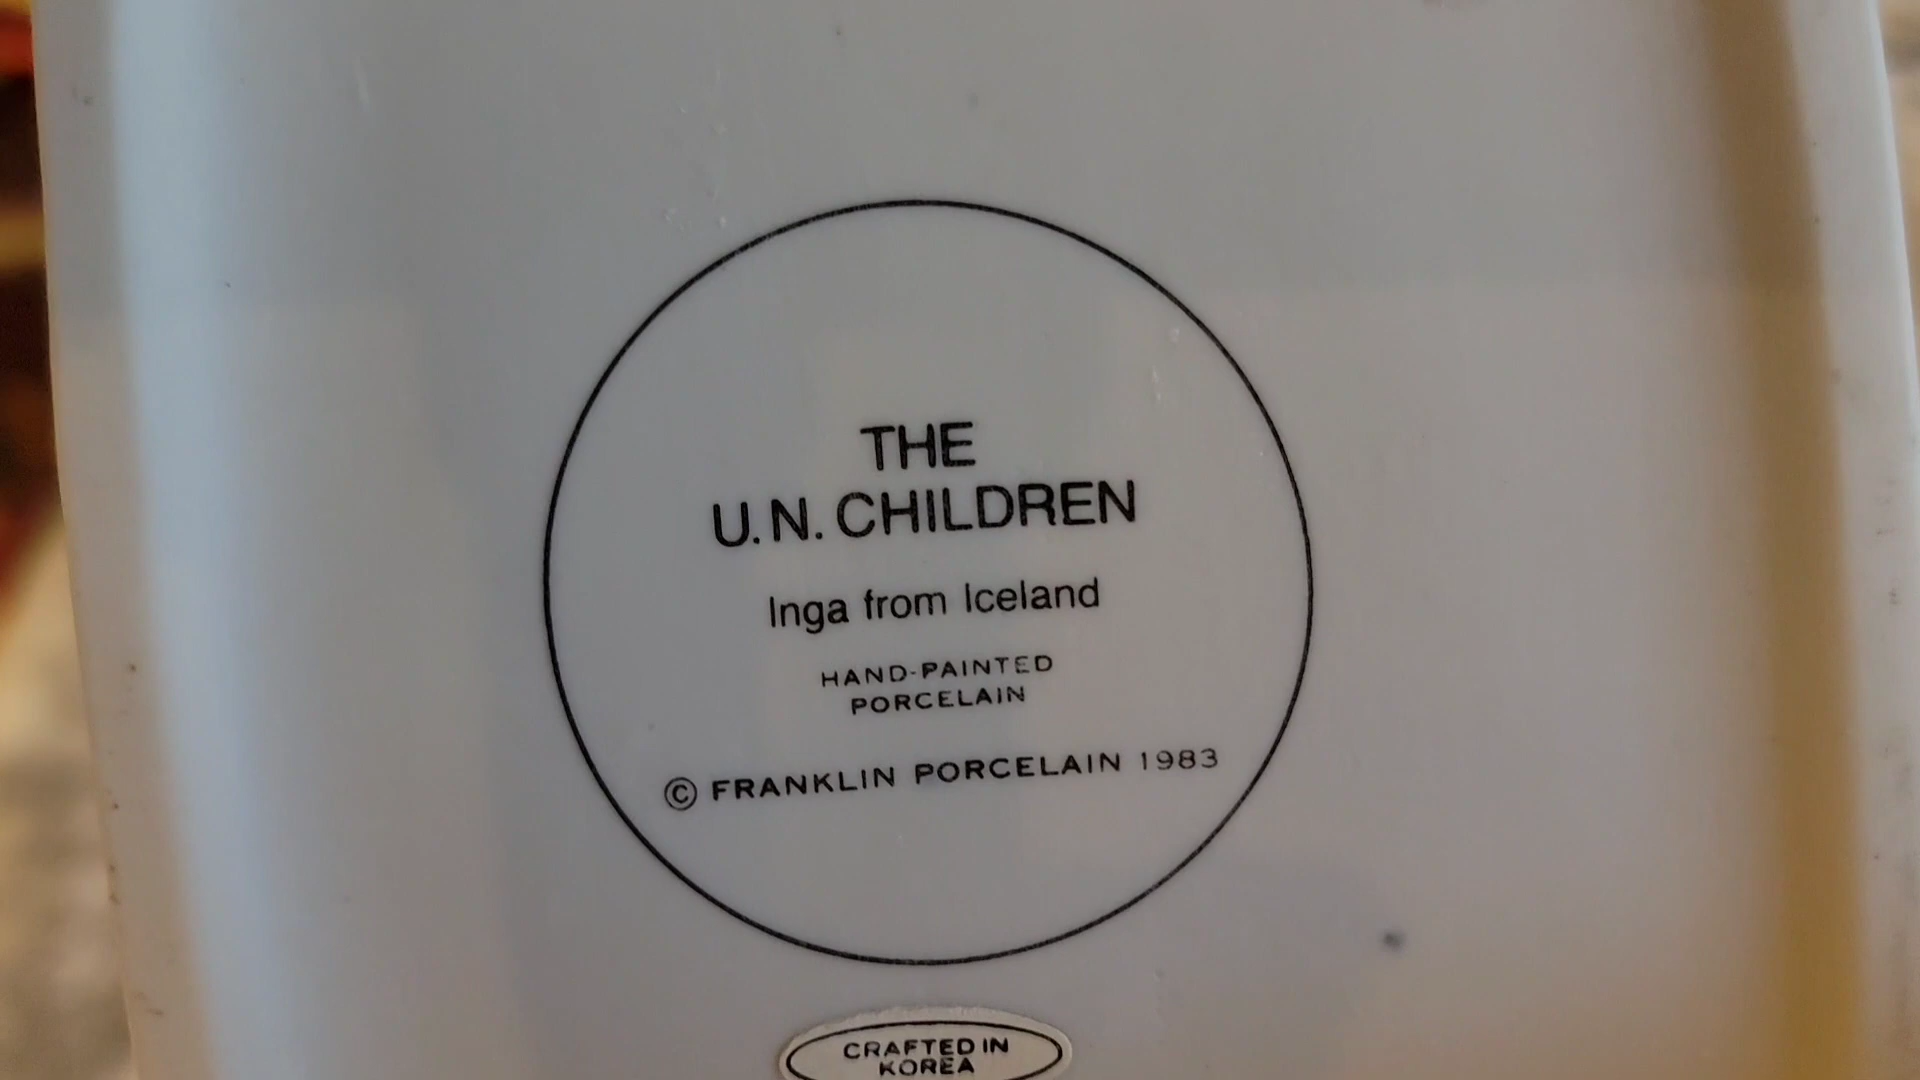 THE
U.N. CHILDREN
Inga from Iceland
HAND-PAINTED
PORCELAIN
© FRANKLIN PORCELAIN 1983
CRAFTED IN
KOREA